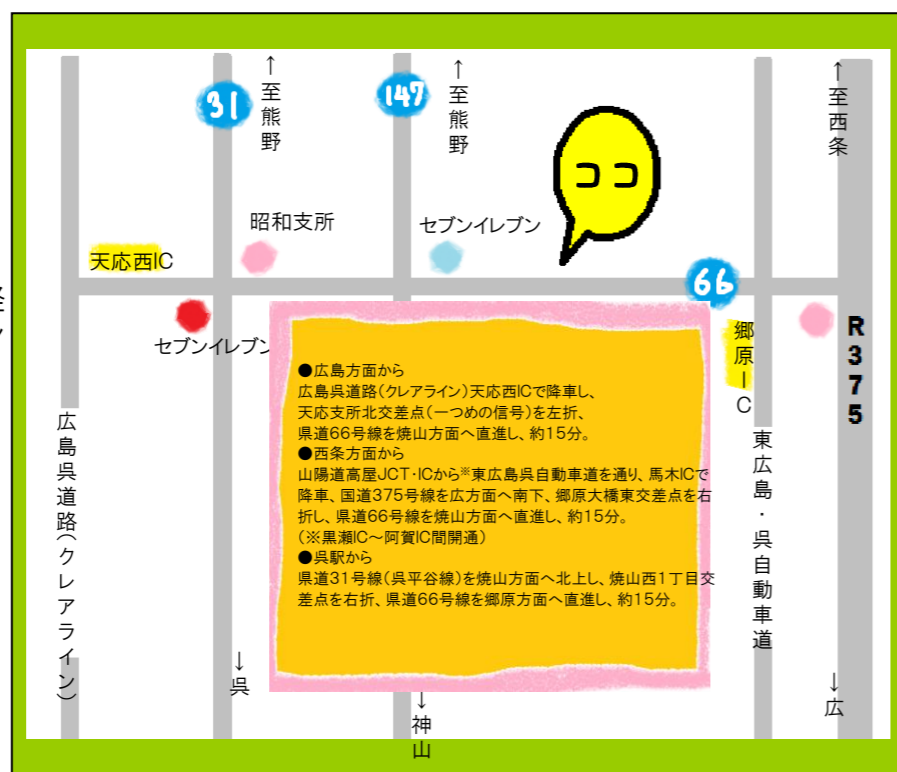 31
↑至熊野
147
↑至熊野
↑至西条
ココ
昭和支所
セブンイレブン
天応西IC
66
セブンイレブン
郷原IC
R375
●広島方面から
広島呉道路(クレアライン)天応西ICで降車し、
天応支所北交差点(一つめの信号)を左折、
県道66号線を焼山方面へ直進し、約15分。
●西条方面から
山陽道高屋JCT・ICから※東広島呉自動車道を通り、馬木ICで
降車、国道375号線を広方面へ南下、郷原大橋東交差点を右
折し、県道66号線を焼山方面へ直進し、約15分。
(※黒瀬IC~阿賀IC間開通)
●呉駅から
県道31号線(呉平谷線)を焼山方面へ北上し、焼山西1丁目交
差点を右折、県道66号線を郷原方面へ直進し、約15分。
広島呉道路(クレアライン)
東広島・呉自動車道
↓呉
↓神山
↓広